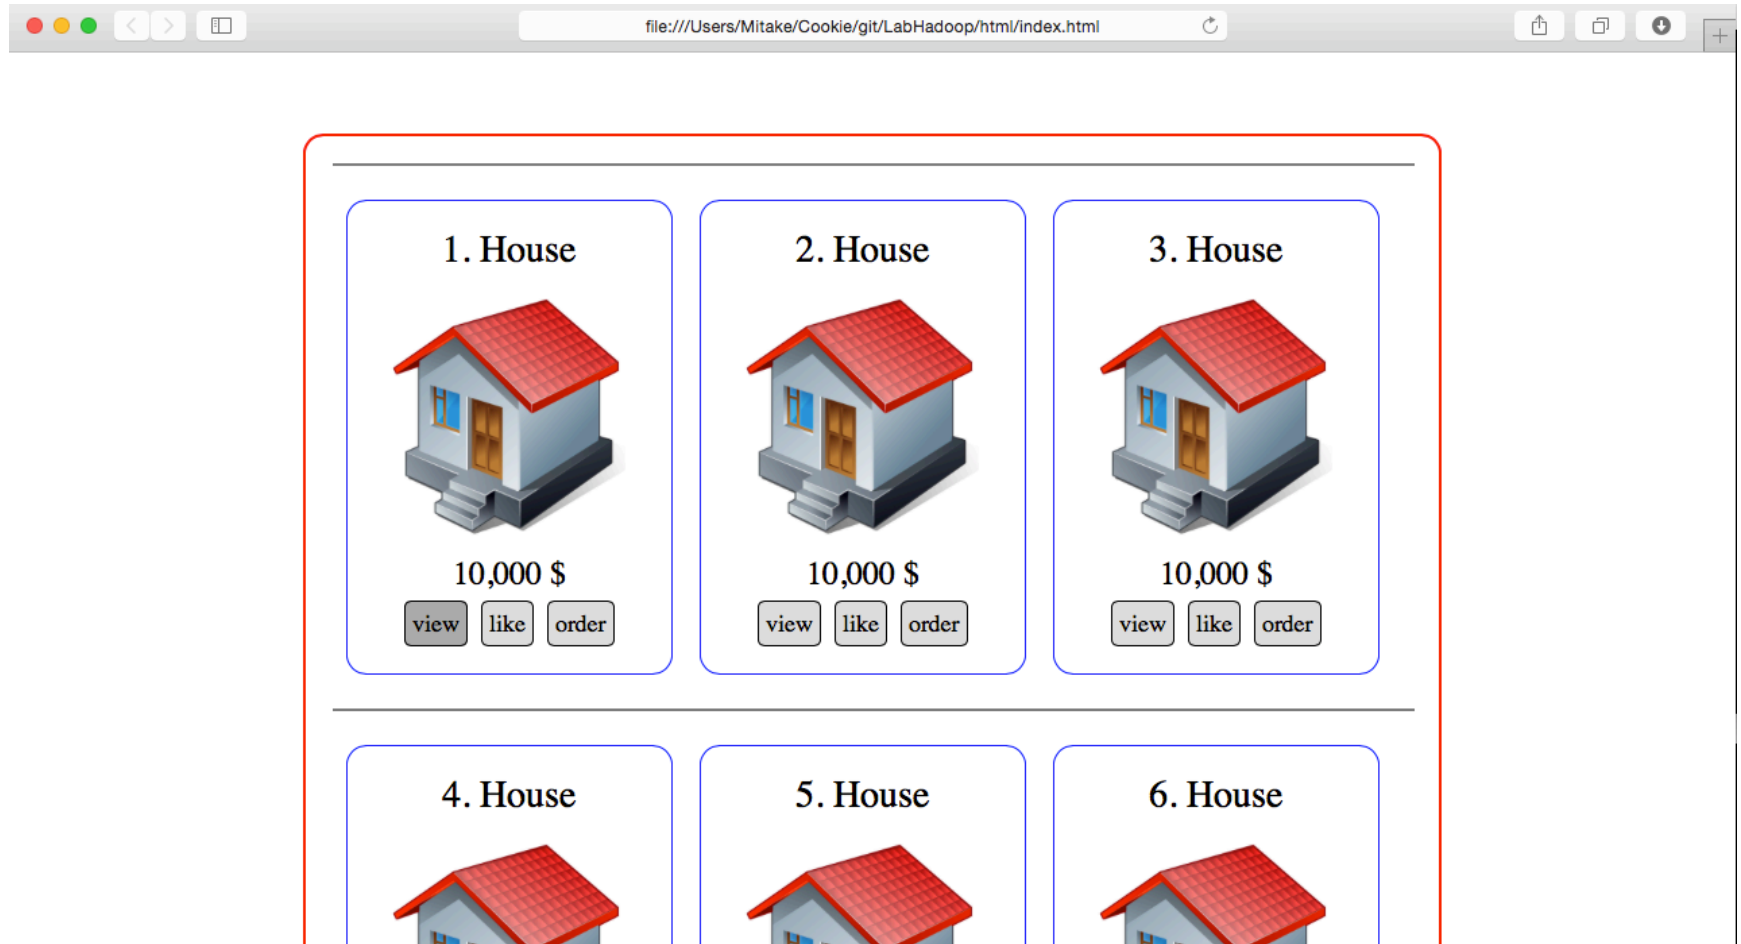 file:///Users/Mitake/Cookie/git/LabHadoop/html/index.html
1. House
2. House
3. House
10,000 $
10,000 $
10,000 $
view like order
view like order
view like order
4. House
5. House
6. House